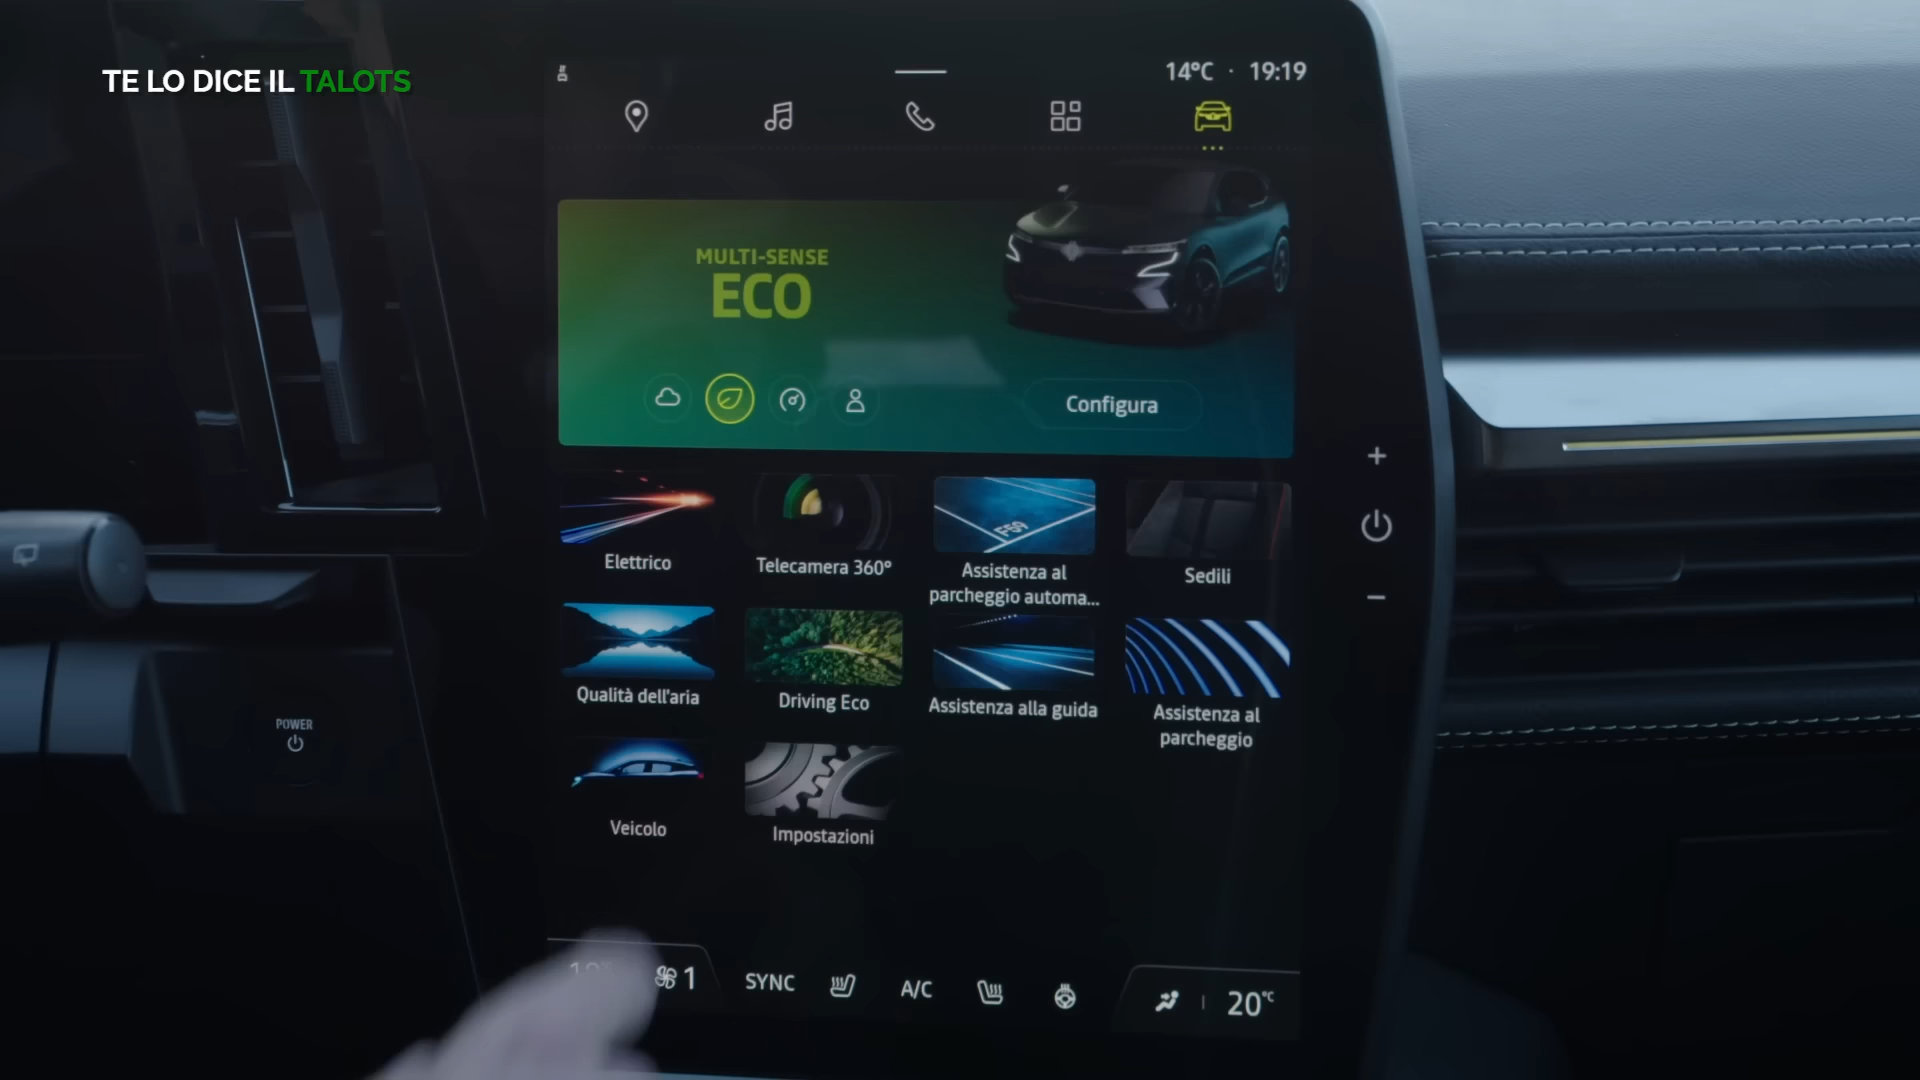 TE LO DICE IL TALOTS
14°C · 19:19
MULTI-SENSE
ECO
Configura
Elettrico
Telecamera 360°
Assistenza al
parcheggio automa...
F59
Sedili
Qualità dell'aria
Driving Eco
Assistenza alla guida
Assistenza al
parcheggio
Veicolo
Impostazioni
POWER
1
SYNC
A/C
20°C